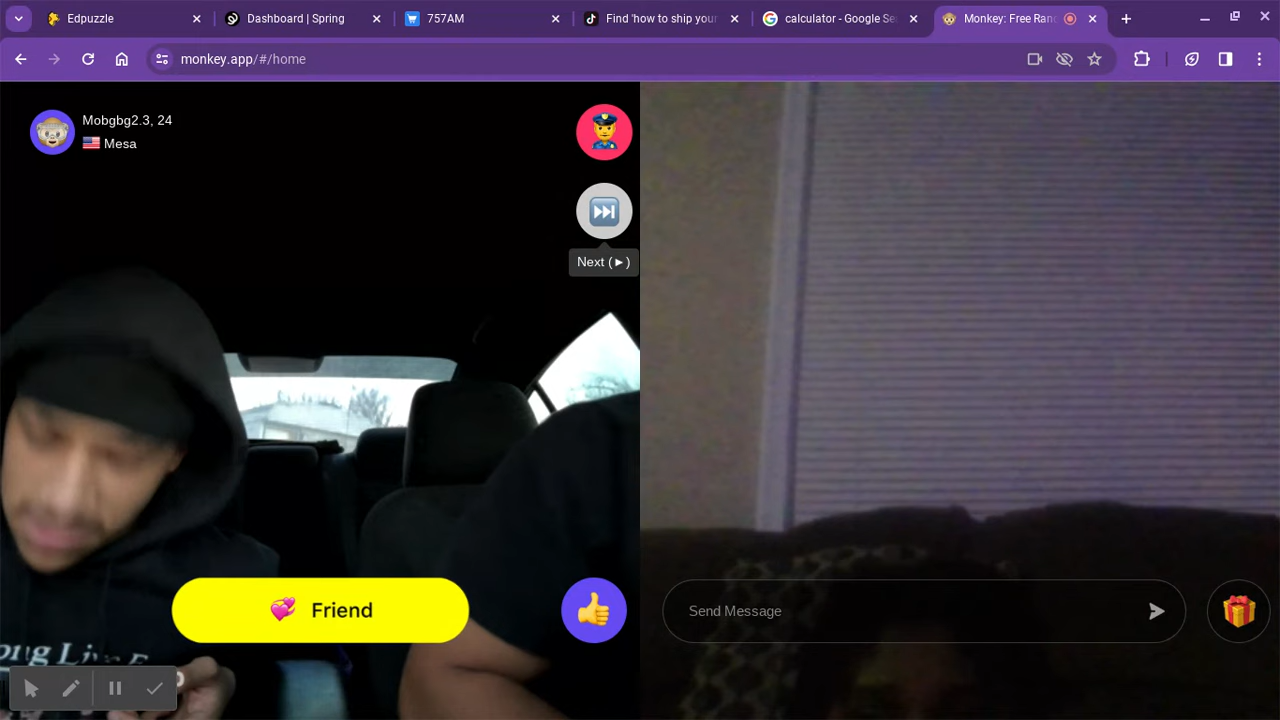 Edpuzzle
Dashboard | Spring
757AM
Find 'how to ship your
calculator - Google Se
Monkey: Free Ran
monkey.app/#/home
Mobgbg2.3, 24
Mesa
Next (►)
Friend
Send Message